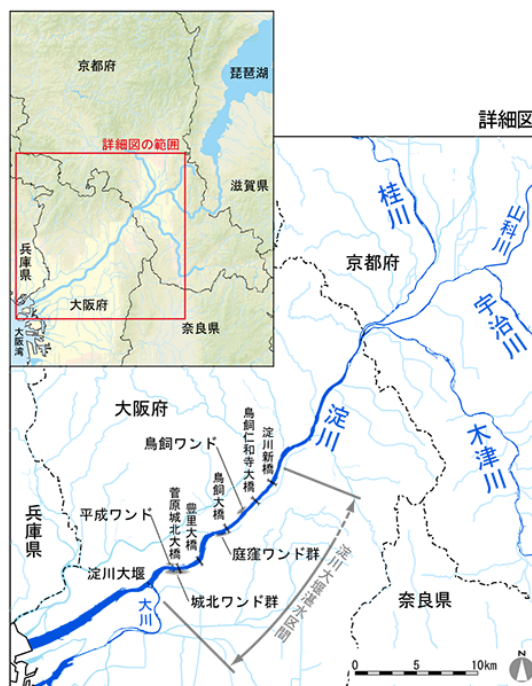 京都府
琵琶湖
詳細図の範囲
滋賀県
兵庫県
大阪府
大阪湾
奈良県
詳細図
桂川
山科川
京都府
宇治川
淀川
木津川
大阪府
鳥飼ワンド
淀川新橋
鳥飼仁和寺大橋
鳥飼大橋
豊里大橋
菅原城北大橋
平成ワンド
庭窪ワンド群
兵庫県
淀川大堰
大川
城北ワンド群
淀川大堰湛水区間
奈良県
N
0 5 10km